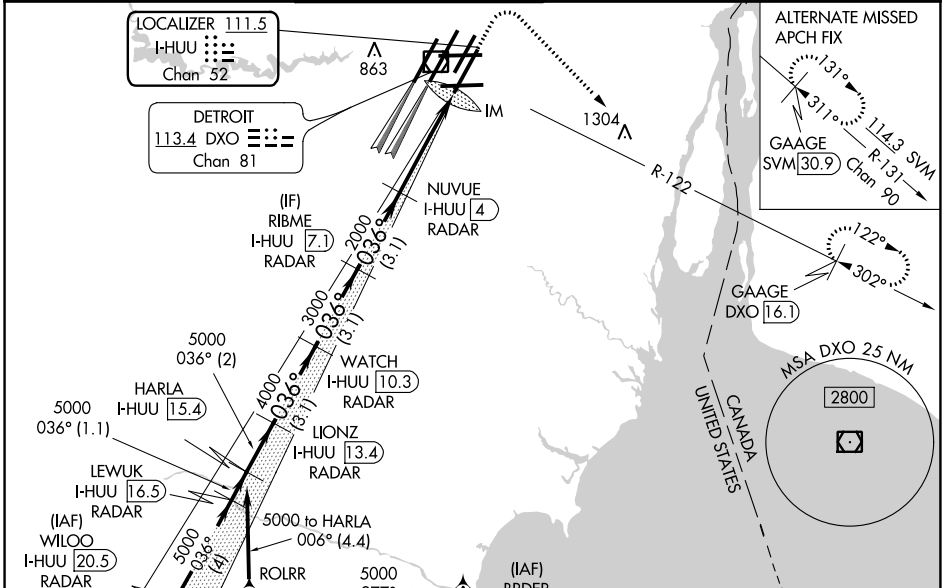 LOCALIZER 111.5
I-HUU
Chan 52
863
DETROIT
113.4 DXO
Chan 81
IM
1304
R-122
ALTERNATE MISSED
APCH FIX
131°
311°
114.3 SVM
R-131
Chan 90
GAAGE
SVM 30.9
NUVUE
I-HUU 4
RADAR
(IF)
RIBME
I-HUU 7.1
RADAR
2000
036°
(3.1)
122°
302°
GAAGE
DXO 16.1
3000
036°
(3.1)
5000
036° (2)
WATCH
I-HUU 10.3
RADAR
MSA DXO 25 NM
2800
HARLA
I-HUU 15.4
4000
036°
(3.1)
CANADA
UNITED STATES
5000
036° (1.1)
LIONZ
I-HUU 13.4
RADAR
LEWUK
I-HUU 16.5
RADAR
5000 to HARLA
006° (4.4)
(IAF)
WILOO
I-HUU 20.5
RADAR
5000
036°
(4)
ROLRR
5000
(IAF)